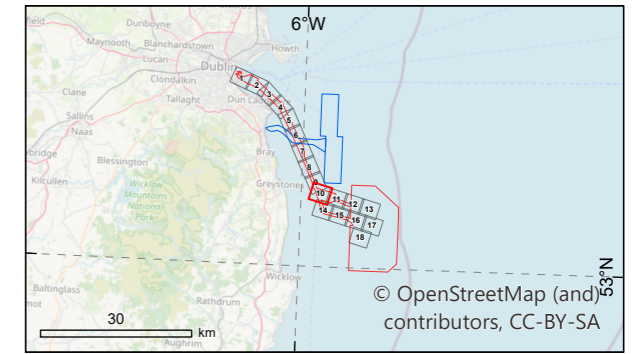 6°W
Dunboyne
Howth
Maynooth
Blanchardstown
Lucan
Dublin
Clondalkin
Clane
Tallaght
Dún
Sallins
Naas
Bray
Blessington
Kilcullen
Greystones
Wicklow
Mountains
National
Park
1
2
3
4
5
6
7
8
9
10
11
12
13
14
15
16
17
18
Wicklow
53°N
Baltinglass
Rathdrum
Aughrim
30
km
© OpenStreetMap (and)
contributors, CC-BY-SA